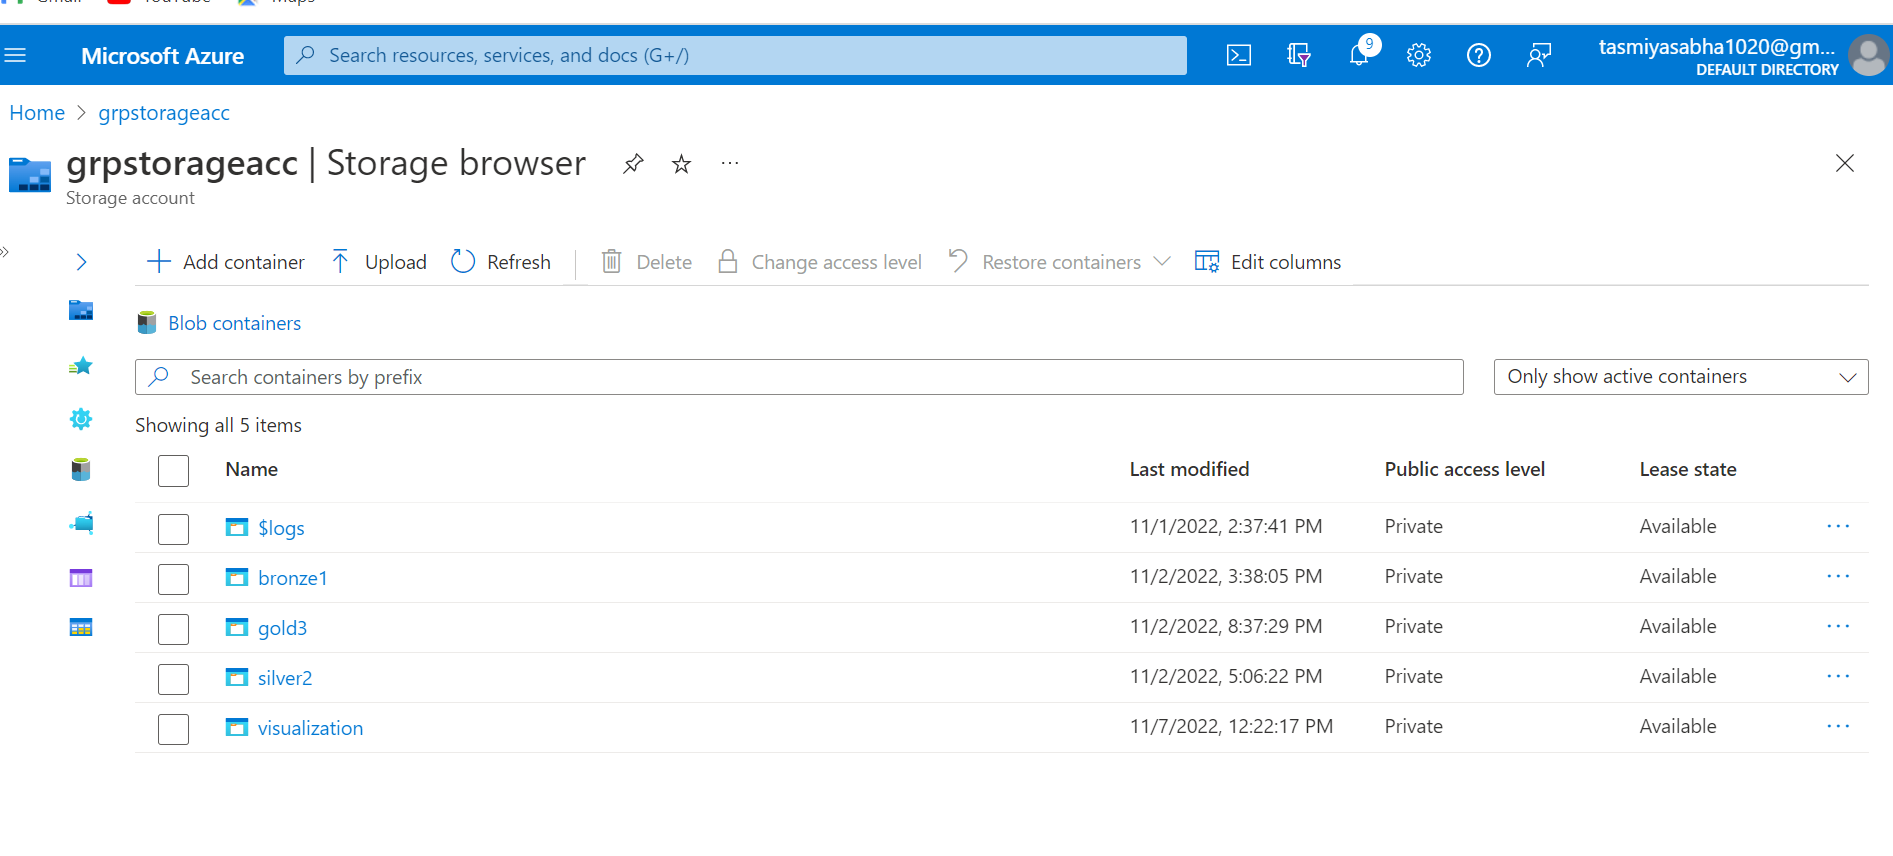 Gmail YouTube Maps
Microsoft Azure Search resources, services, and docs (G+/) 9 tasmiyasabha1020@gm...
DEFAULT DIRECTORY
Home > grpstorageacc
grpstorageacc | Storage browser ...
Storage account
Add container Upload Refresh Delete Change access level Restore containers Edit columns
Blob containers
Search containers by prefix Only show active containers
Showing all 5 items
Name Last modified Public access level Lease state
$logs 11/1/2022, 2:37:41 PM Private Available ...
bronze1 11/2/2022, 3:38:05 PM Private Available ...
gold3 11/2/2022, 8:37:29 PM Private Available ...
silver2 11/2/2022, 5:06:22 PM Private Available ...
visualization 11/7/2022, 12:22:17 PM Private Available ...